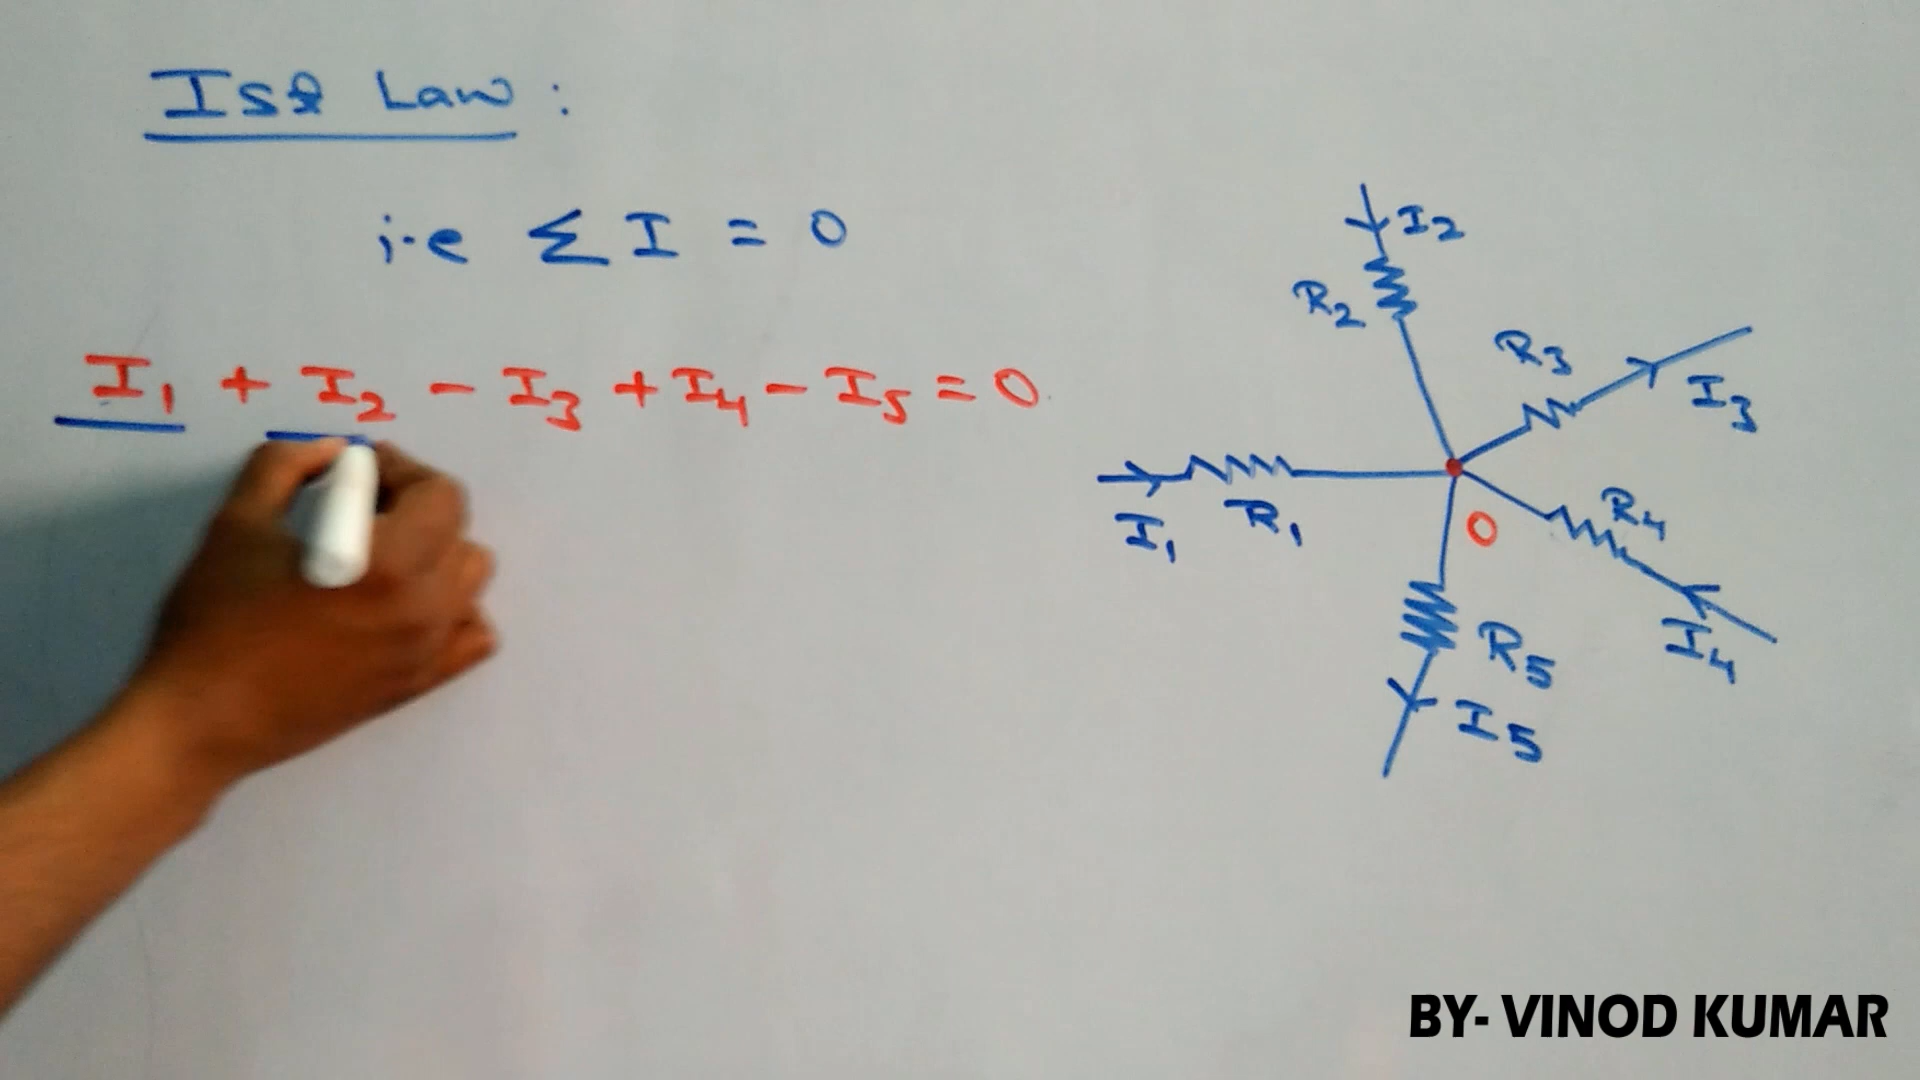 Ist Law :
i.e Σ I = 0
I1 + I2 - I3 + I4 - I5 = 0
I2
R2
R3
I3
I1
R1
O
R4
I4
R5
I5
BY- VINOD KUMAR